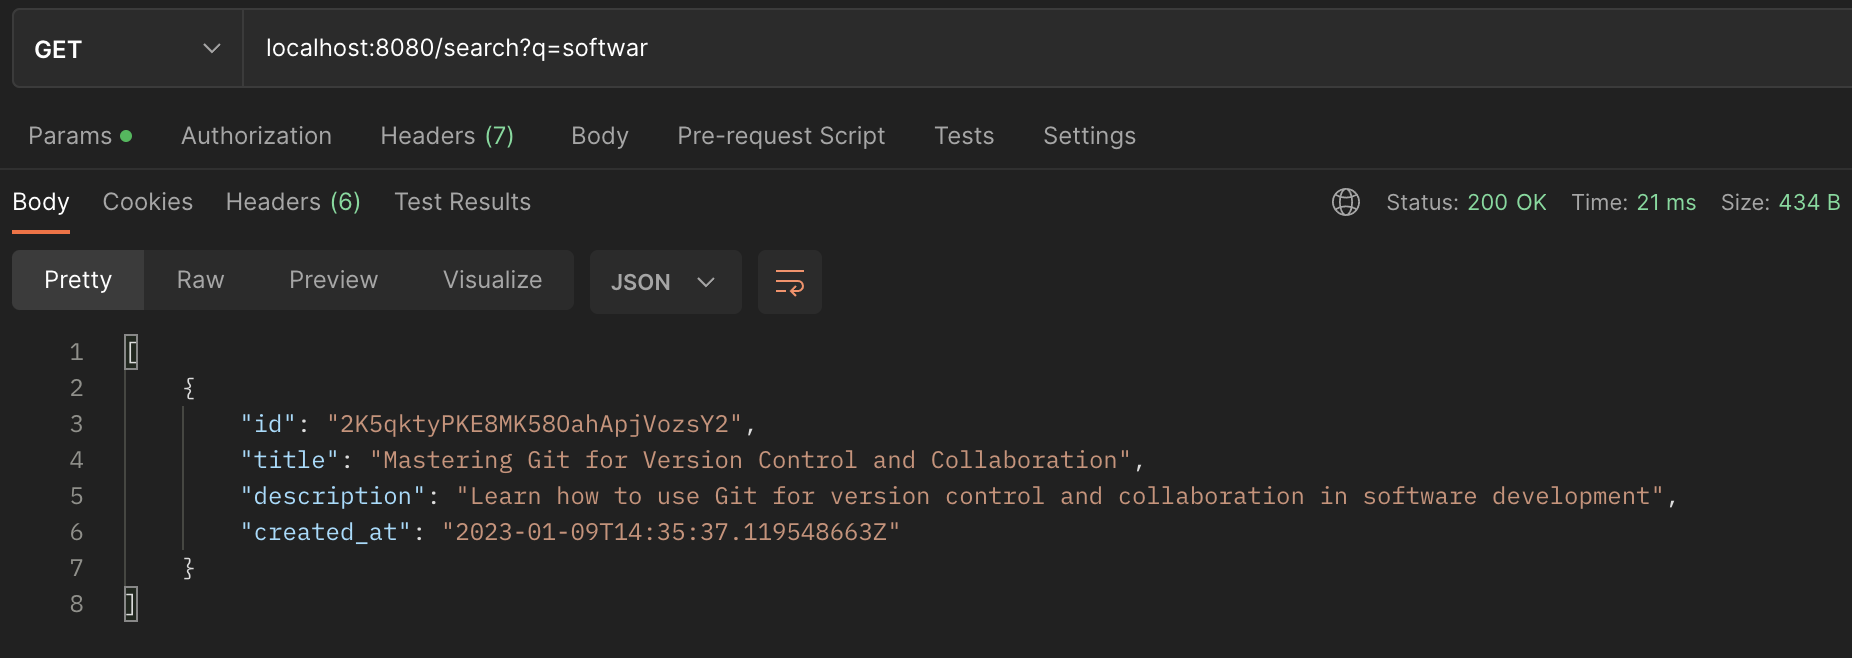 GET localhost:8080/search?q=softwar
Params Authorization Headers (7) Body Pre-request Script Tests Settings
Body Cookies Headers (6) Test Results Status: 200 OK Time: 21 ms Size: 434 B
Pretty Raw Preview Visualize JSON
1 [
2 {
3 "id": "2K5qktyPKE8MK58OahApjVozsY2",
4 "title": "Mastering Git for Version Control and Collaboration",
5 "description": "Learn how to use Git for version control and collaboration in software development",
6 "created_at": "2023-01-09T14:35:37.119548663Z"
7 }
8 ]